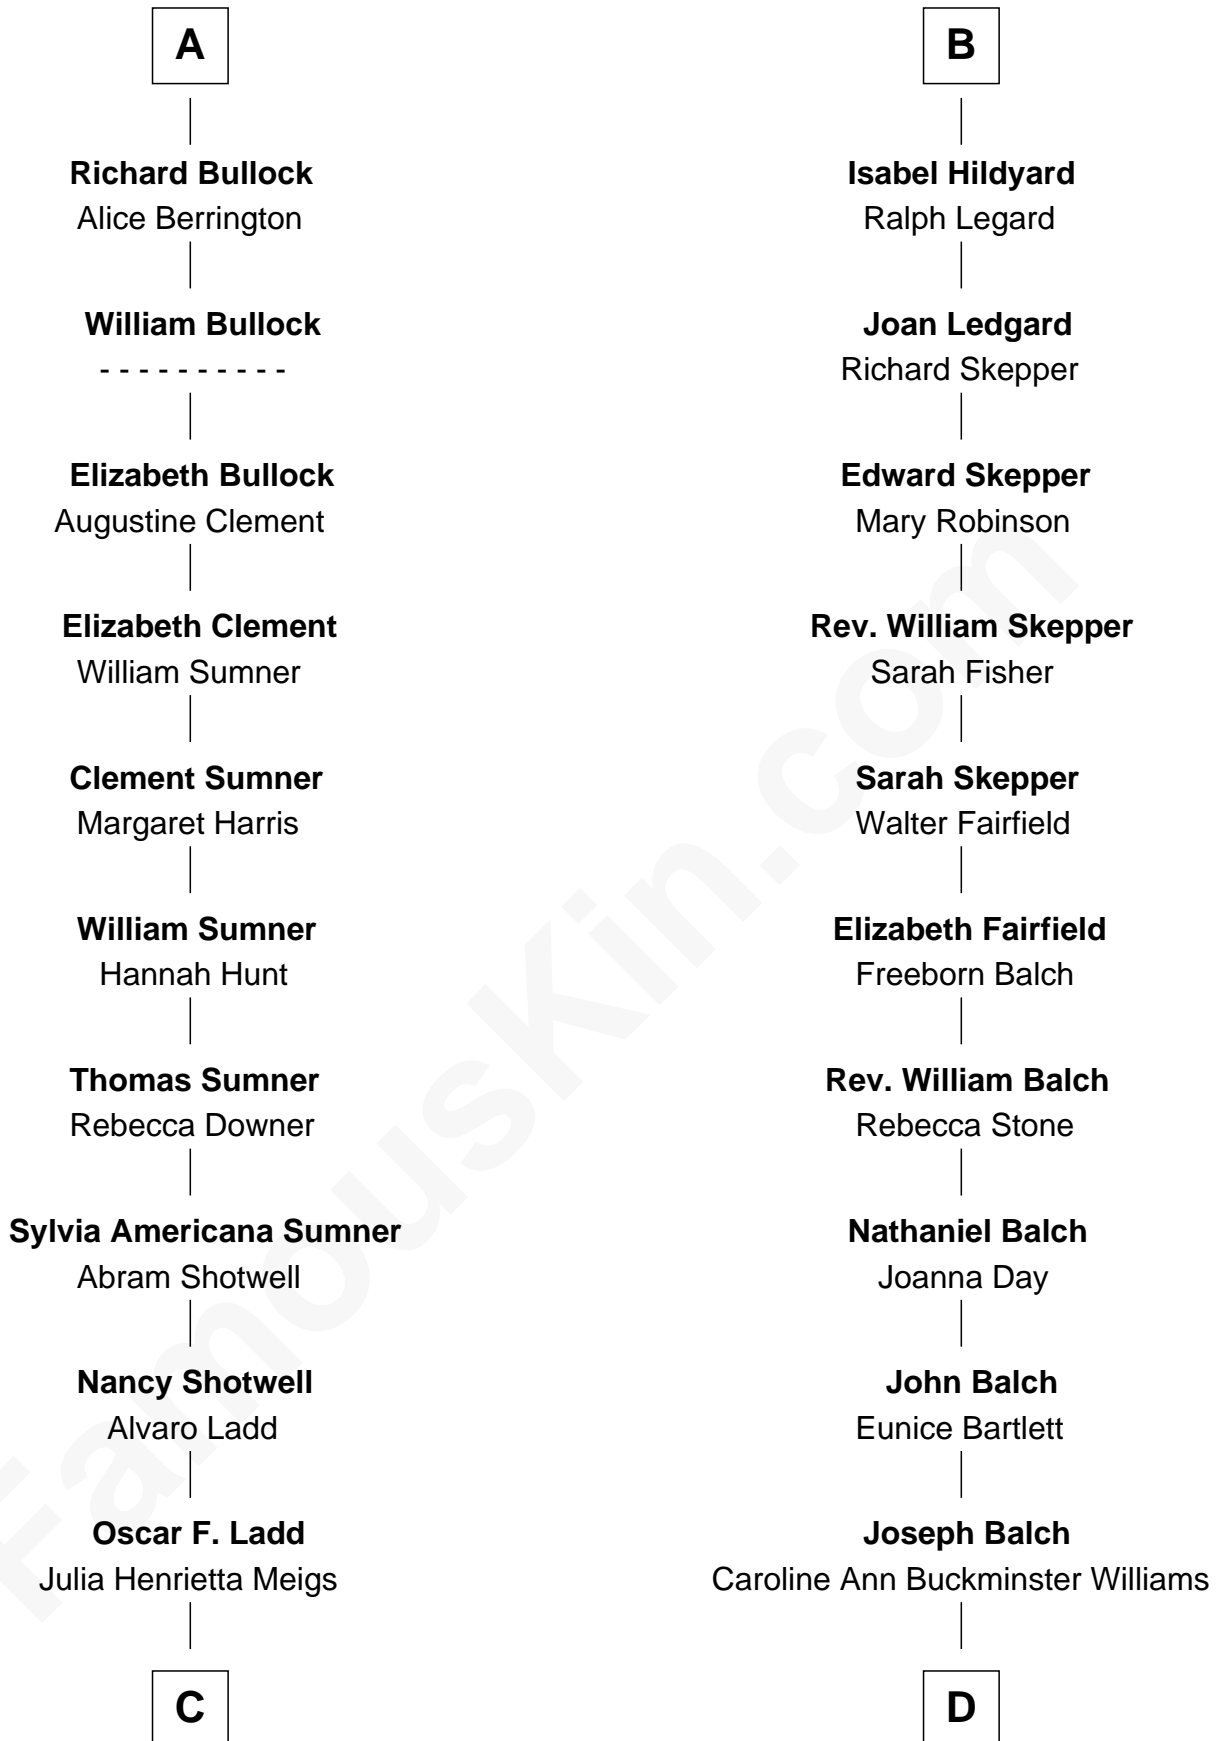 A
Richard Bullock
Alice Berrington
William Bullock
- - - - - - - - - -
Elizabeth Bullock
Augustine Clement
Elizabeth Clement
William Sumner
Clement Sumner
Margaret Harris
William Sumner
Hannah Hunt
Thomas Sumner
Rebecca Downer
Sylvia Americana Sumner
Abram Shotwell
Nancy Shotwell
Alvaro Ladd
Oscar F. Ladd
Julia Henrietta Meigs
C
B
Isabel Hildyard
Ralph Legard
Joan Ledgard
Richard Skepper
Edward Skepper
Mary Robinson
Rev. William Skepper
Sarah Fisher
Sarah Skepper
Walter Fairfield
Elizabeth Fairfield
Freeborn Balch
Rev. William Balch
Rebecca Stone
Nathaniel Balch
Joanna Day
John Balch
Eunice Bartlett
Joseph Balch
Caroline Ann Buckminster Williams
D
FamousKin.com